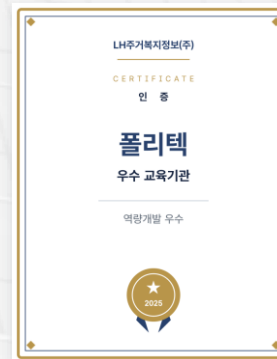 LH주거복지정보(주)
CERTIFICATE
인 증
폴리텍
우수 교육기관
역량개발 우수
2025